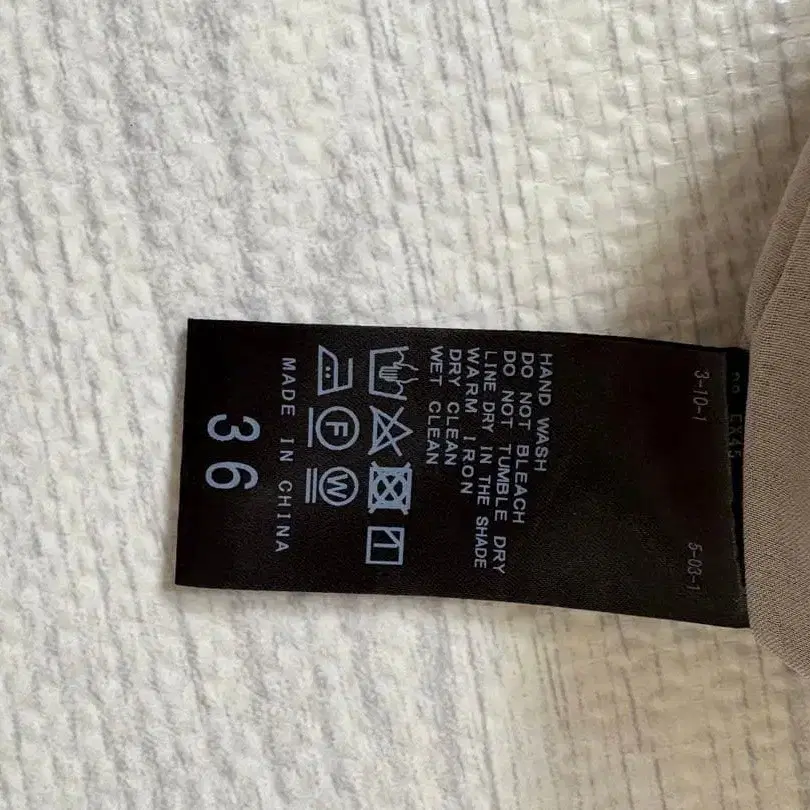 3-10-1
5-03-1
HAND WASH
DO NOT BLEACH
DO NOT TUMBLE DRY
LINE DRY IN THE SHADE
WARM IRON
DRY CLEAN
WET CLEAN
F W
MADE IN CHINA
36